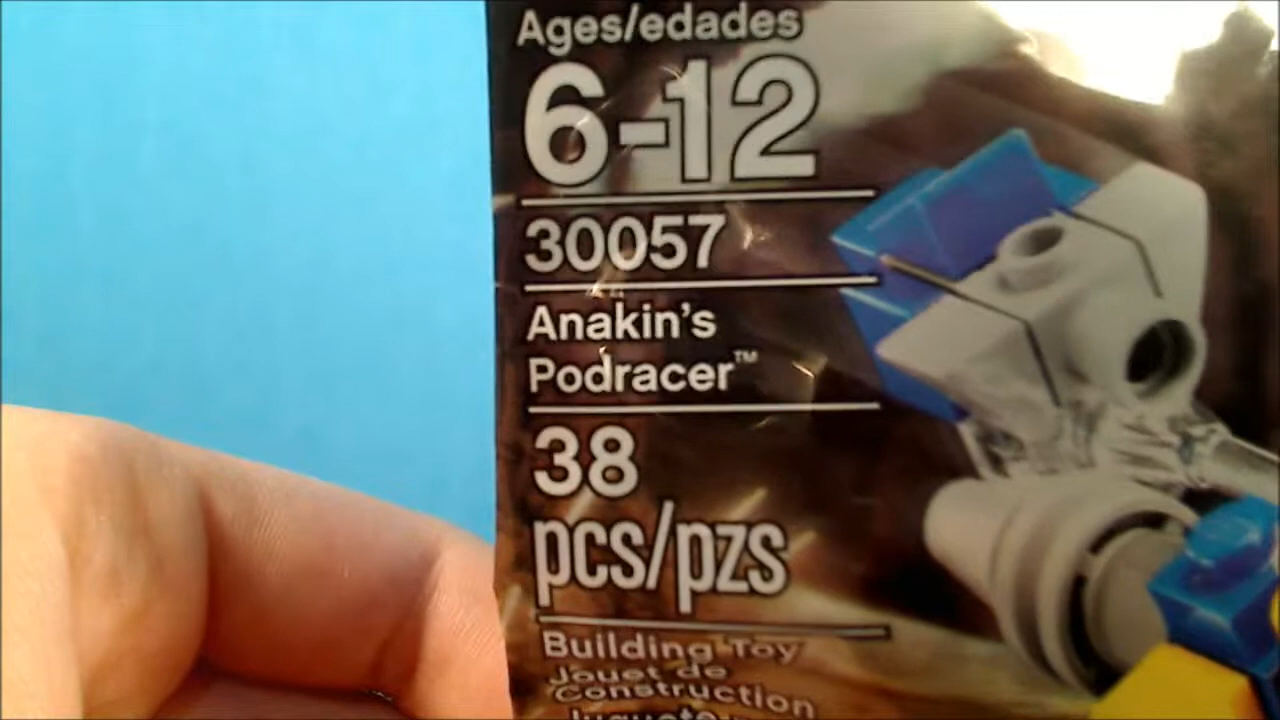 Ages/edades
6-12
30057
Anakin's
Podracer™
38
pcs/pzs
Building Toy
Jouet de
Construction